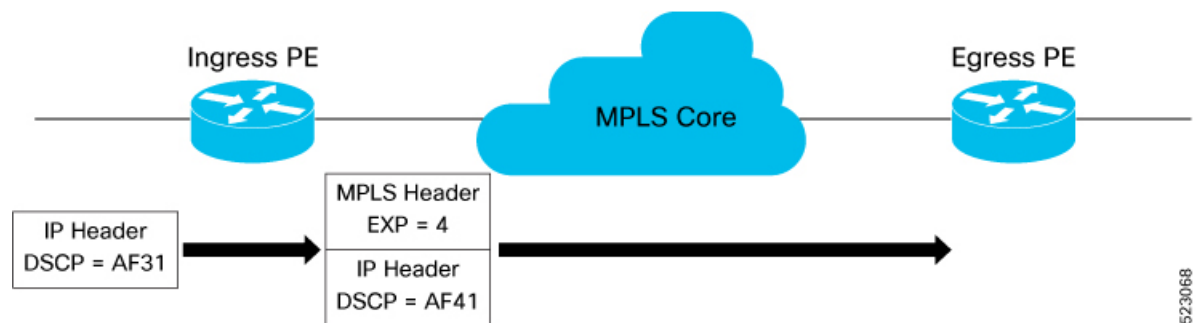 Ingress PE
MPLS Core
Egress PE
IP Header
DSCP = AF31
MPLS Header
EXP = 4
IP Header
DSCP = AF41
523068